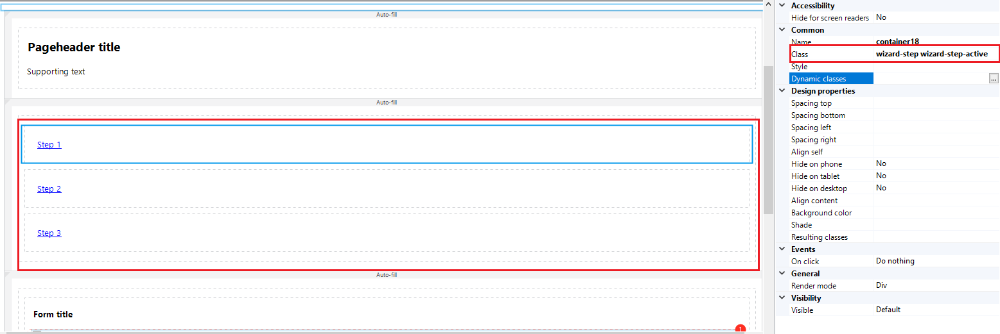 Auto-fill
Pageheader title
Supporting text
Auto-fill
Step 1
Step 2
Step 3
Auto-fill
Form title
1
Accessibility
Hide for screen readers No
Common
Name container18
Class wizard-step wizard-step-active
Style
Dynamic classes ...
Design properties
Spacing top
Spacing bottom
Spacing left
Spacing right
Align self
Hide on phone No
Hide on tablet No
Hide on desktop No
Align content
Background color
Shade
Resulting classes
Events
On click Do nothing
General
Render mode Div
Visibility
Visible Default